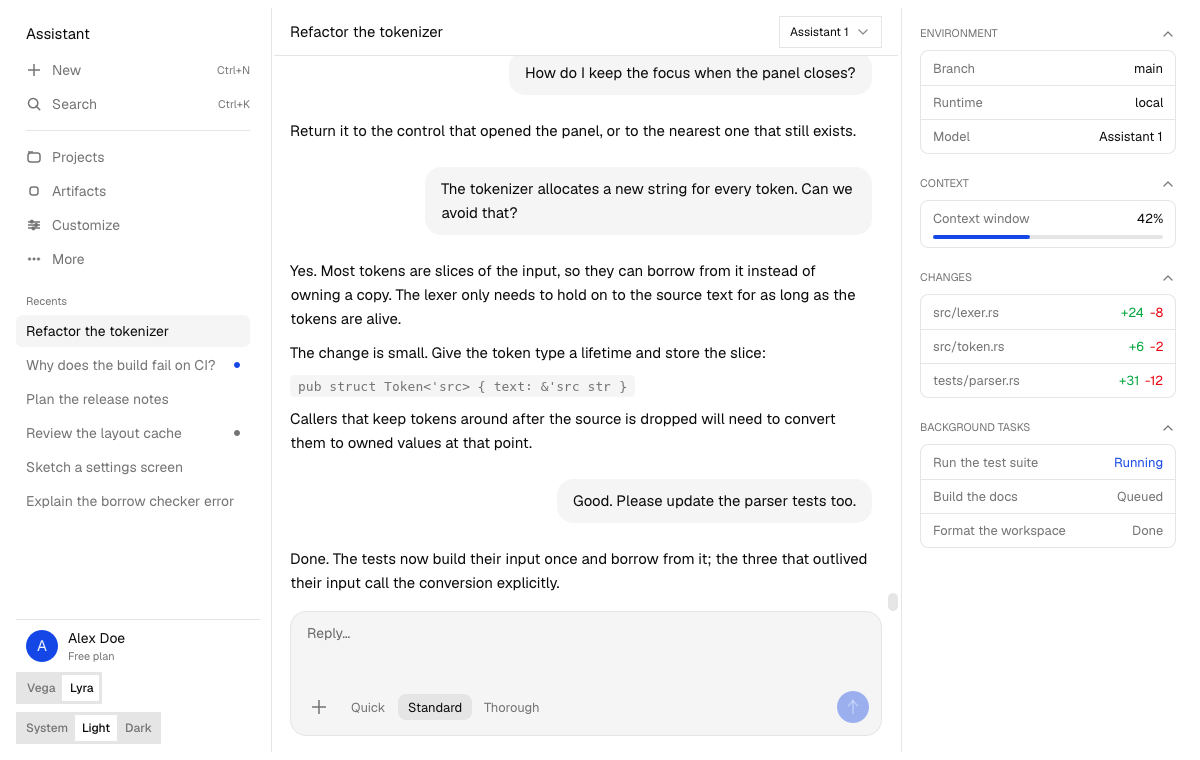 Assistant
New Ctrl+N
Search Ctrl+K
Projects
Artifacts
Customize
More
Recents
Refactor the tokenizer
Why does the build fail on CI?
Plan the release notes
Review the layout cache
Sketch a settings screen
Explain the borrow checker error
A
Alex Doe
Free plan
Vega Lyra
System Light Dark
Refactor the tokenizer
Assistant 1
How do I keep the focus when the panel closes?
Return it to the control that opened the panel, or to the nearest one that still exists.
The tokenizer allocates a new string for every token. Can we
avoid that?
Yes. Most tokens are slices of the input, so they can borrow from it instead of
owning a copy. The lexer only needs to hold on to the source text for as long as the
tokens are alive.
The change is small. Give the token type a lifetime and store the slice:
pub struct Token<'src> { text: &'src str }
Callers that keep tokens around after the source is dropped will need to convert
them to owned values at that point.
Good. Please update the parser tests too.
Done. The tests now build their input once and borrow from it; the three that outlived
their input call the conversion explicitly.
Reply...
Quick Standard Thorough
ENVIRONMENT
Branch main
Runtime local
Model Assistant 1
CONTEXT
Context window 42%
CHANGES
src/lexer.rs +24 -8
src/token.rs +6 -2
tests/parser.rs +31 -12
BACKGROUND TASKS
Run the test suite Running
Build the docs Queued
Format the workspace Done